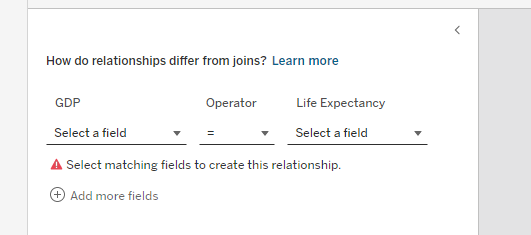 How do relationships differ from joins? Learn more
GDP Operator Life Expectancy
Select a field = Select a field
Select matching fields to create this relationship.
Add more fields